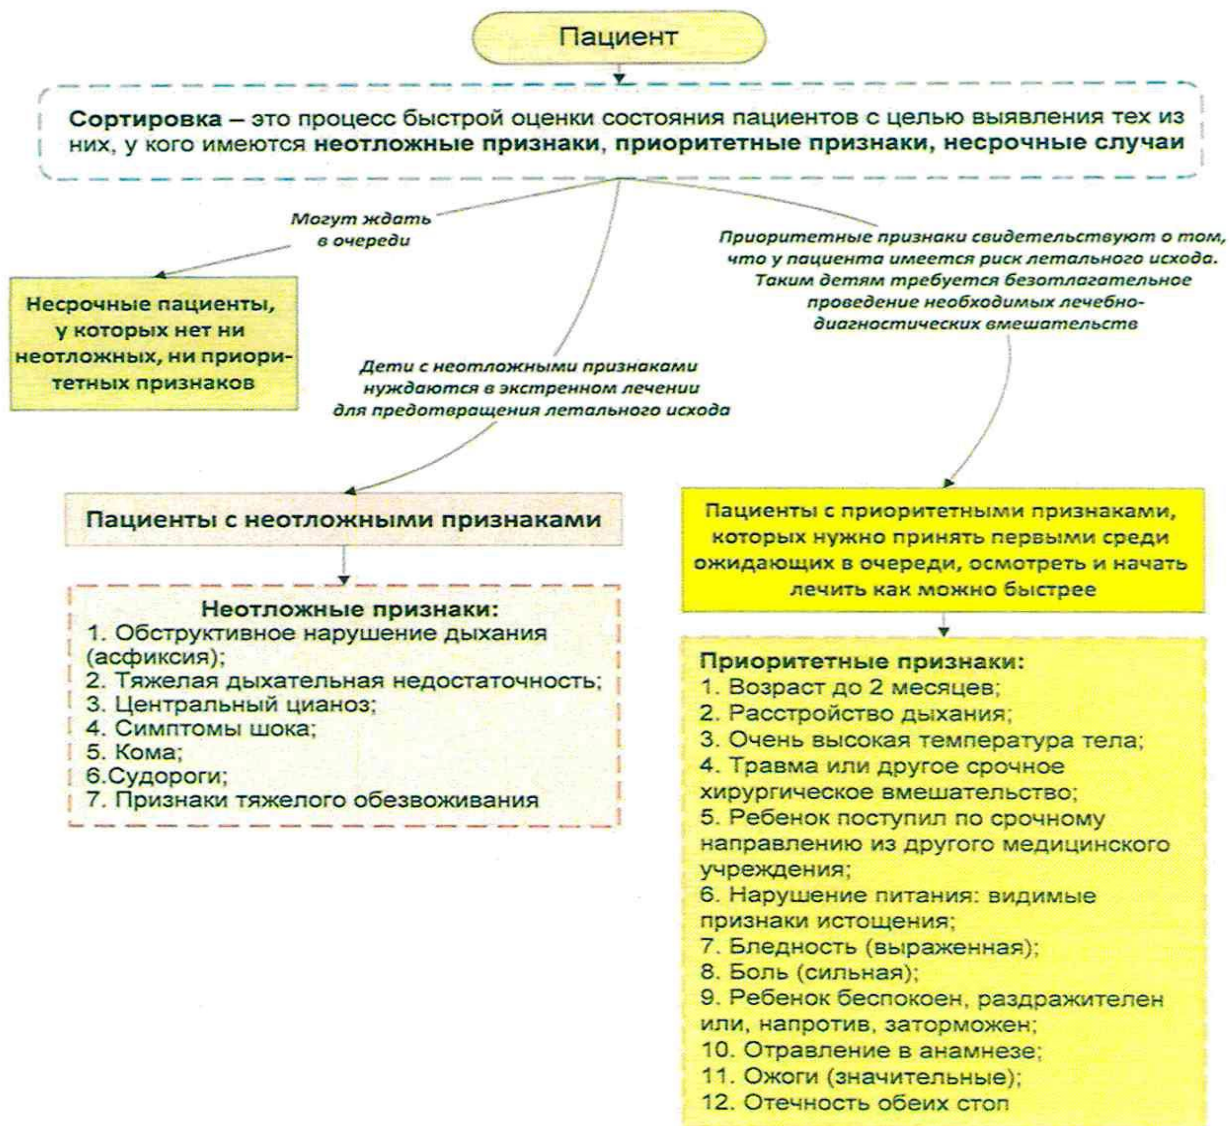 Пациент
Сортировка – это процесс быстрой оценки состояния пациентов с целью выявления тех из
них, у кого имеются неотложные признаки, приоритетные признаки, несрочные случаи
Могут ждать
в очереди
Несрочные пациенты,
у которых нет ни
неотложных, ни приори-
тетных признаков
Дети с неотложными признаками
нуждаются в экстренном лечении
для предотвращения летального исхода
Приоритетные признаки свидетельствуют о том,
что у пациента имеется риск летального исхода.
Таким детям требуется безотлагательное
проведение необходимых лечебно-
диагностических вмешательств
Пациенты с неотложными признаками
Неотложные признаки:
1. Обструктивное нарушение дыхания
(асфиксия);
2. Тяжелая дыхательная недостаточность;
3. Центральный цианоз;
4. Симптомы шока;
5. Кома;
6.Судороги;
7. Признаки тяжелого обезвоживания
Пациенты с приоритетными признаками,
которых нужно принять первыми среди
ожидающих в очереди, осмотреть и начать
лечить как можно быстрее
Приоритетные признаки:
1. Возраст до 2 месяцев;
2. Расстройство дыхания;
3. Очень высокая температура тела;
4. Травма или другое срочное
хирургическое вмешательство;
5. Ребенок поступил по срочному
направлению из другого медицинского
учреждения;
6. Нарушение питания: видимые
признаки истощения;
7. Бледность (выраженная);
8. Боль (сильная);
9. Ребенок беспокоен, раздражителен
или, напротив, заторможен;
10. Отравление в анамнезе;
11. Ожоги (значительные);
12. Отечность обеих стоп